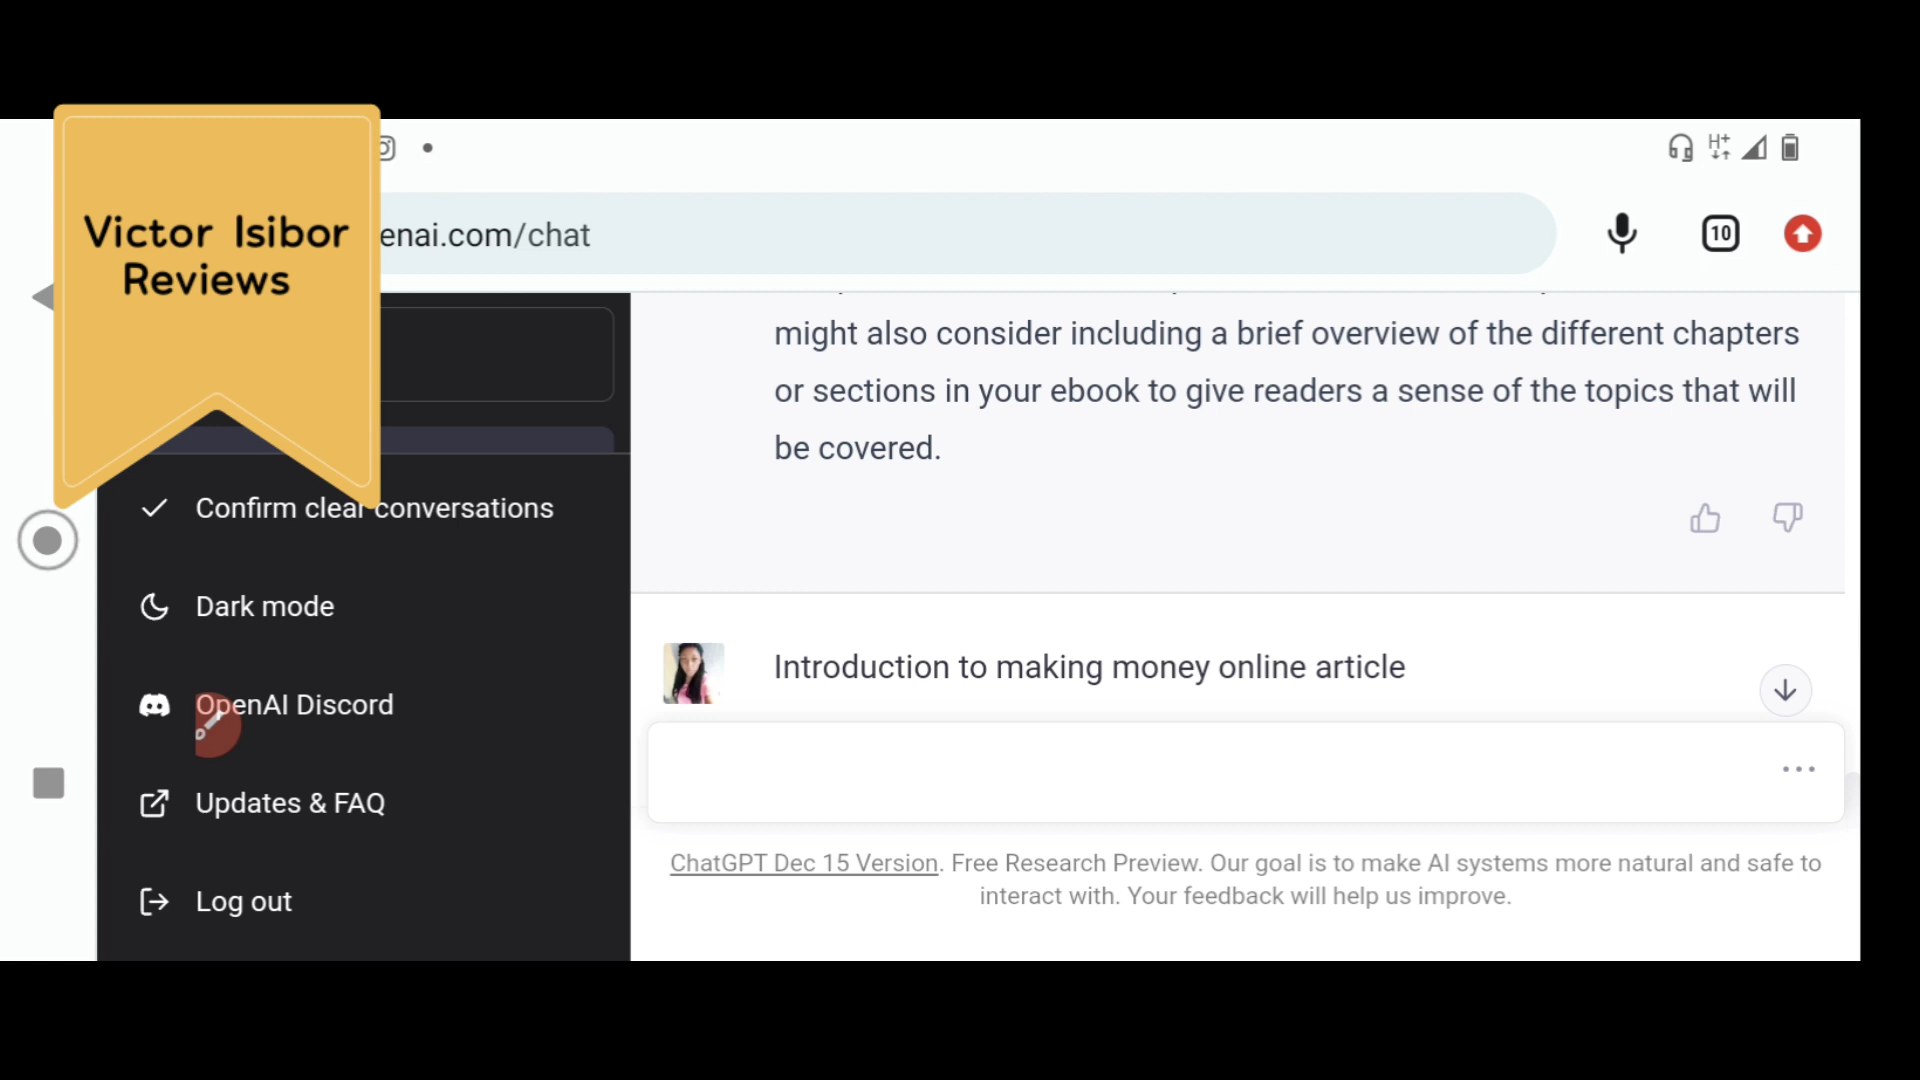 Victor Isibor
Reviews
H+
enai.com/chat
10
might also consider including a brief overview of the different chapters
or sections in your ebook to give readers a sense of the topics that will
be covered.
Confirm clear conversations
Dark mode
OpenAI Discord
Updates & FAQ
Log out
Introduction to making money online article
ChatGPT Dec 15 Version. Free Research Preview. Our goal is to make AI systems more natural and safe to
interact with. Your feedback will help us improve.